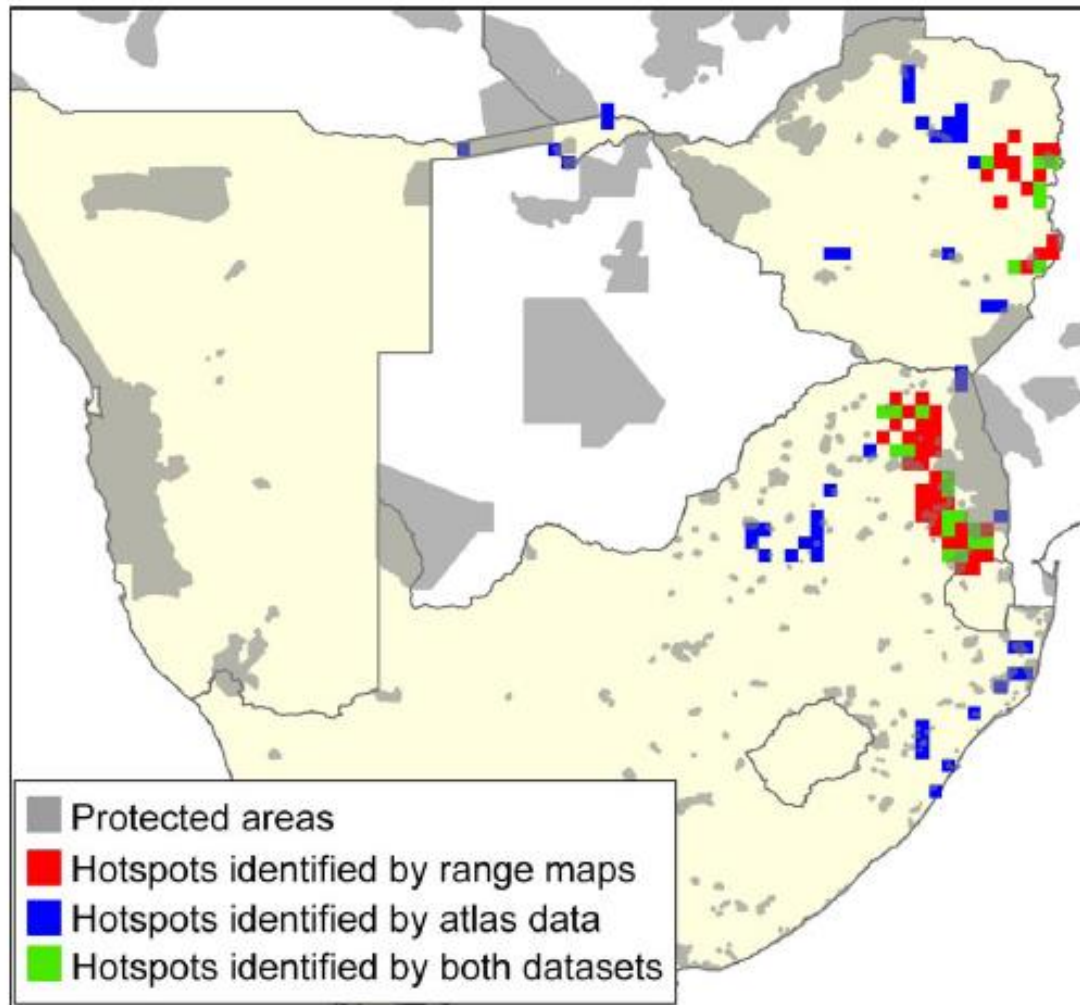 Protected areas
Hotspots identified by range maps
Hotspots identified by atlas data
Hotspots identified by both datasets